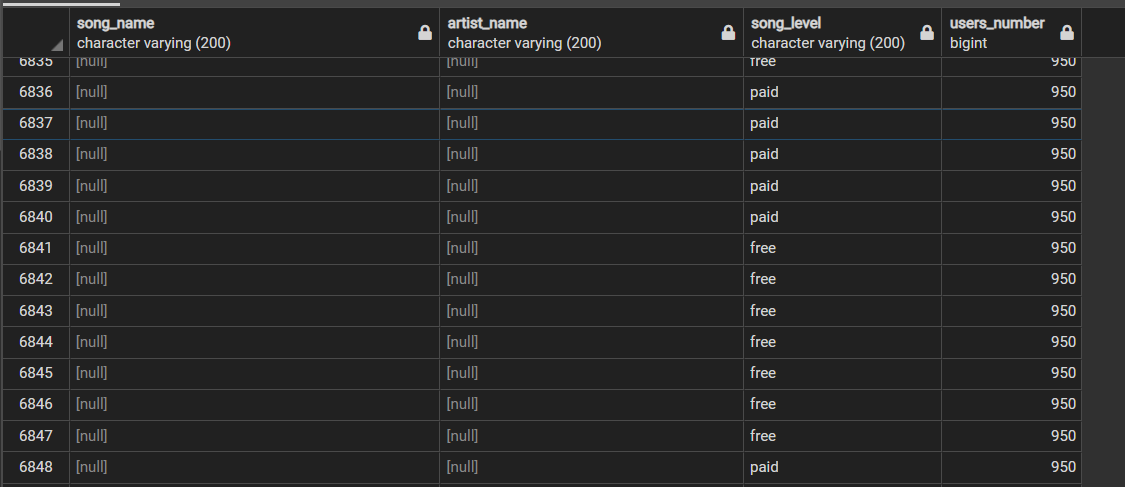 song_name artist_name song_level users_number
character varying (200) character varying (200) character varying (200) bigint
6835 [null] [null] free 950
6836 [null] [null] paid 950
6837 [null] [null] paid 950
6838 [null] [null] paid 950
6839 [null] [null] paid 950
6840 [null] [null] paid 950
6841 [null] [null] free 950
6842 [null] [null] free 950
6843 [null] [null] free 950
6844 [null] [null] free 950
6845 [null] [null] free 950
6846 [null] [null] free 950
6847 [null] [null] free 950
6848 [null] [null] paid 950